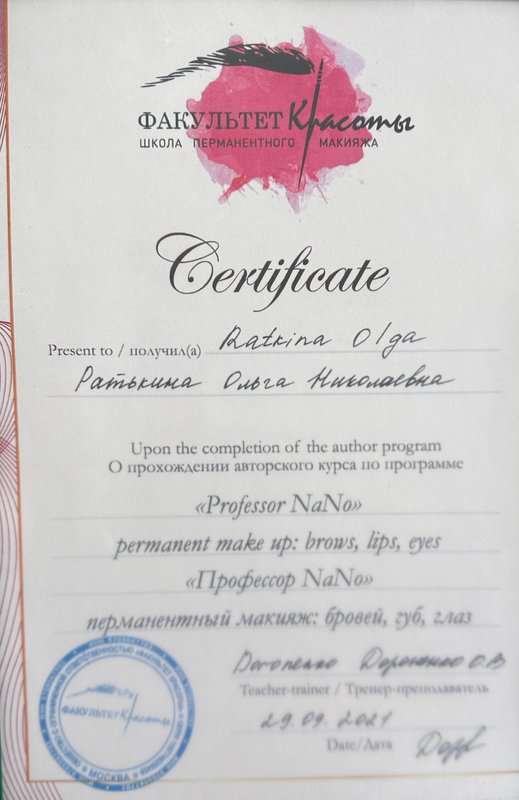 ФАКУЛЬТЕТ Красоты
ШКОЛА ПЕРМАНЕНТНОГО МАКИЯЖА
Certificate
Present to / получил(а) Ratkina Olga
Ратькина Ольга Николаевна
Upon the completion of the author program
О прохождении авторского курса по программе
«Professor NaNo»
permanent make up: brows, lips, eyes
«Профессор NaNo»
перманентный макияж: бровей, губ, глаз
Дороненко О.В
Teacher-trainer / Тренер-преподаватель
29.09.2021
Date/Дата
ФАКУЛЬТЕТ Красоты
МОСКВА